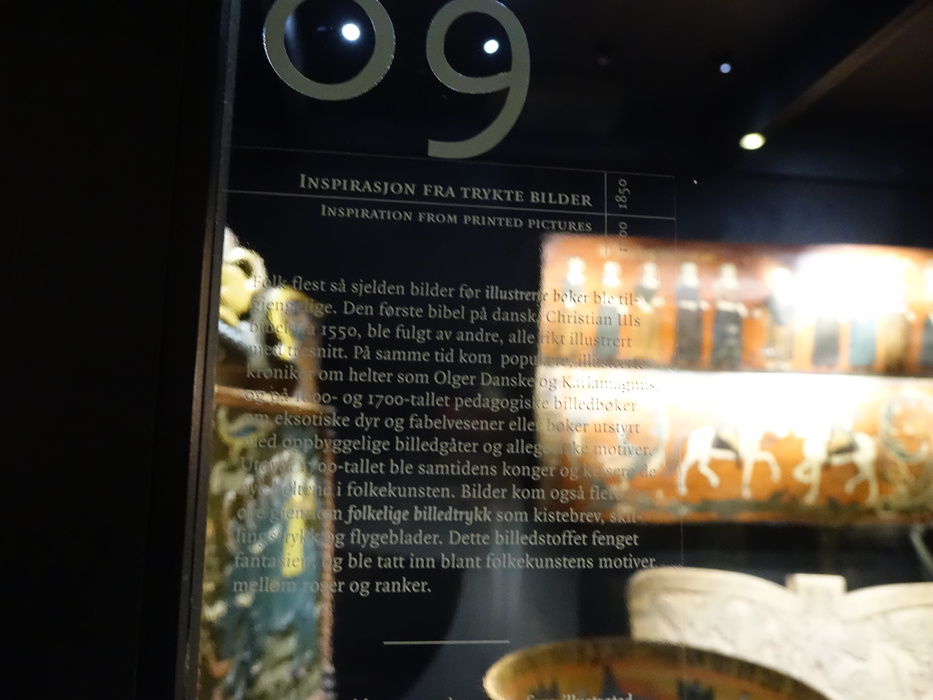 09
INSPIRASJON FRA TRYKTE BILDER
1850
INSPIRATION FROM PRINTED PICTURES
Folk flest så sjelden bilder før illustrerte bøker ble til-
gjengelige. Den første bibel på dansk, Christian IIIs
bibel fra 1550, ble fulgt av andre, alle rikt illustrert
med tresnitt. På samme tid kom populære, illustrerte
krøniker om helter som Olger Danske og Karlamagnus,
og på 1600- og 1700-tallet pedagogiske billedbøker
om eksotiske dyr og fabelvesener eller bøker utstyrt
med oppbyggelige billedgåter og allegoriske motiver.
Utover 1700-tallet ble samtidens konger og keisere de
nye heltene i folkekunsten. Bilder kom også flere
gjennom folkelige billedtrykk som kistebrev, skil-
lingstrykk og flygeblader. Dette billedstoffet fenget
fantasien, og ble tatt inn blant folkekunstens motiver,
mellom roser og ranker.